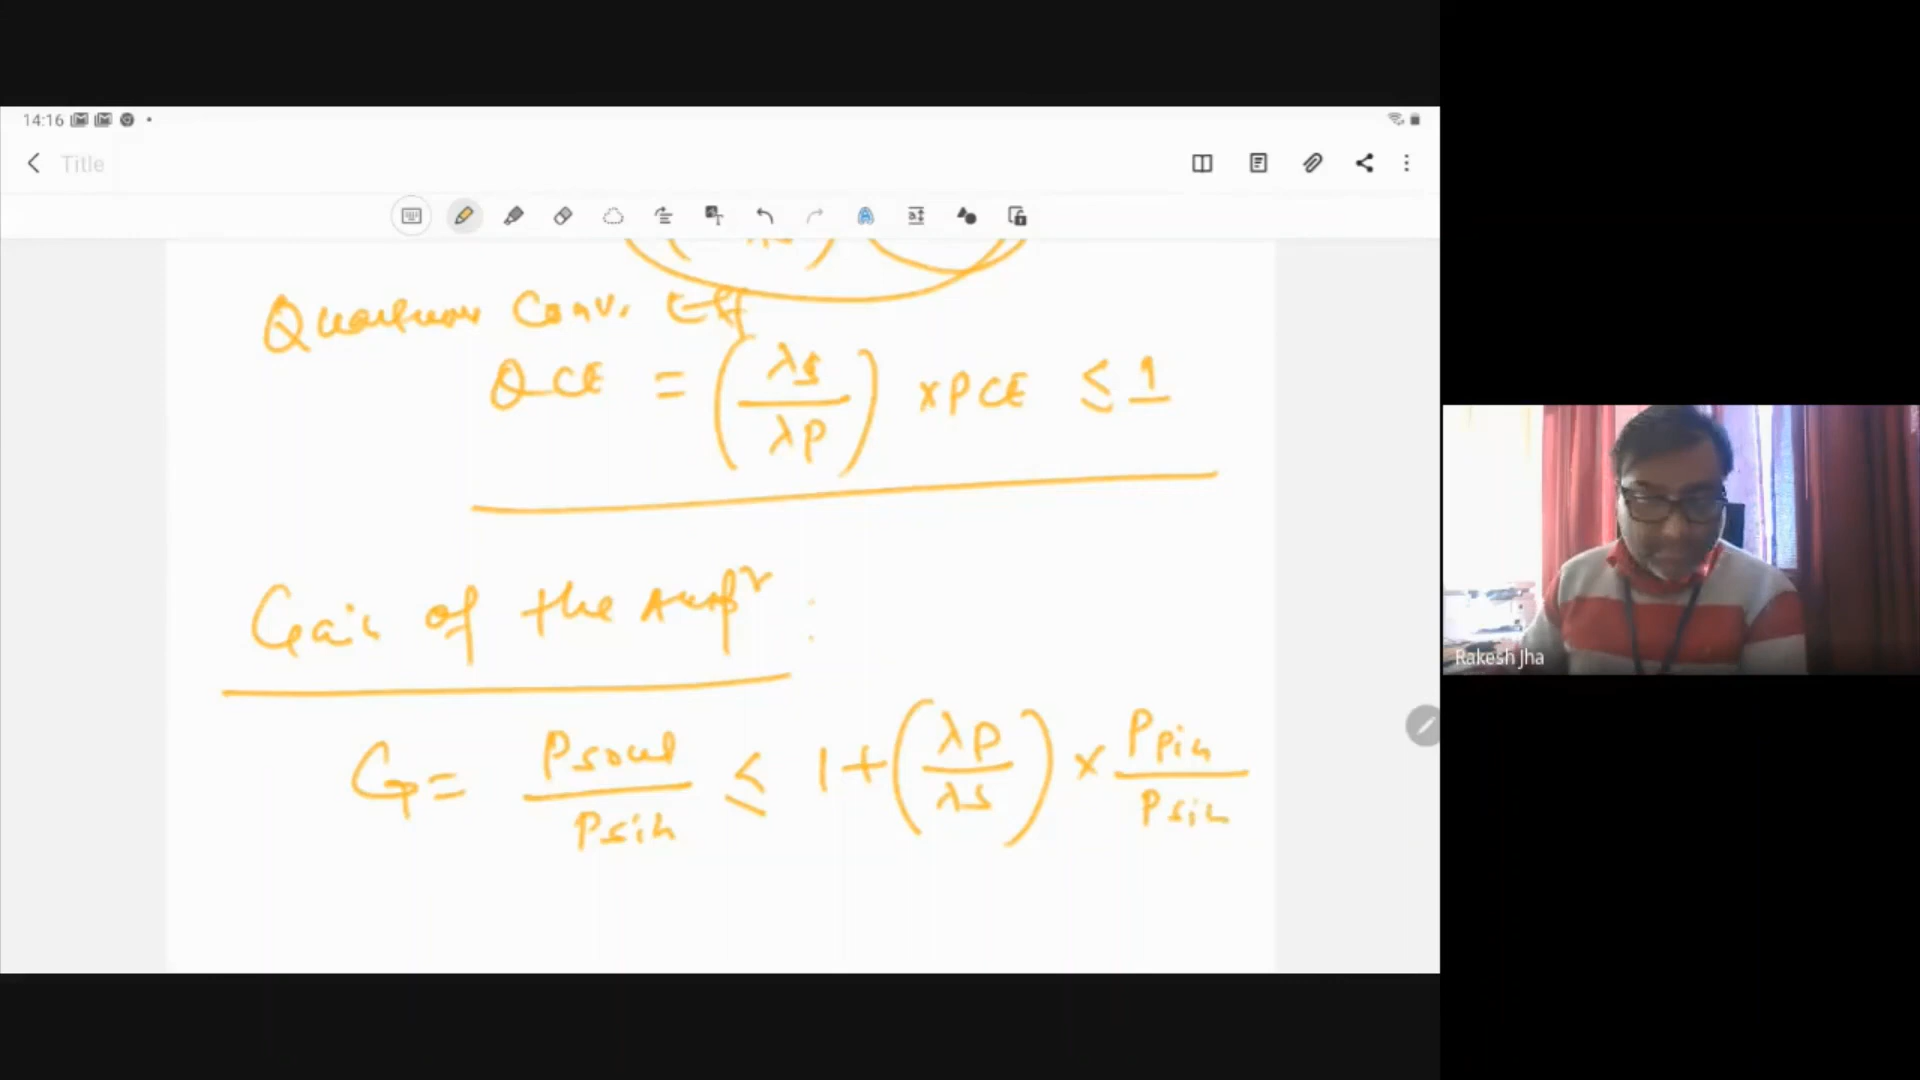 14:16
Title
Quantum Conv. Eff
QCE = (λs/λp) × PCE ≤ 1
Gain of the Ampr :
G = Psout/Psin ≤ 1 + (λp/λs) × Ppin/Psin
Rakesh Jha